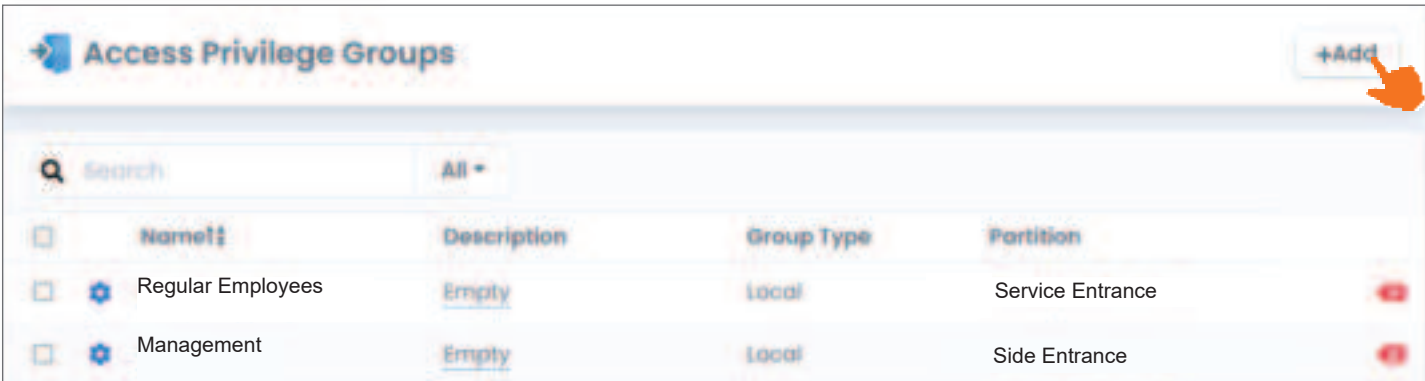 Access Privilege Groups +Add
Search All
Name Description Group Type Partition
Regular Employees Empty Local Service Entrance
Management Empty Local Side Entrance